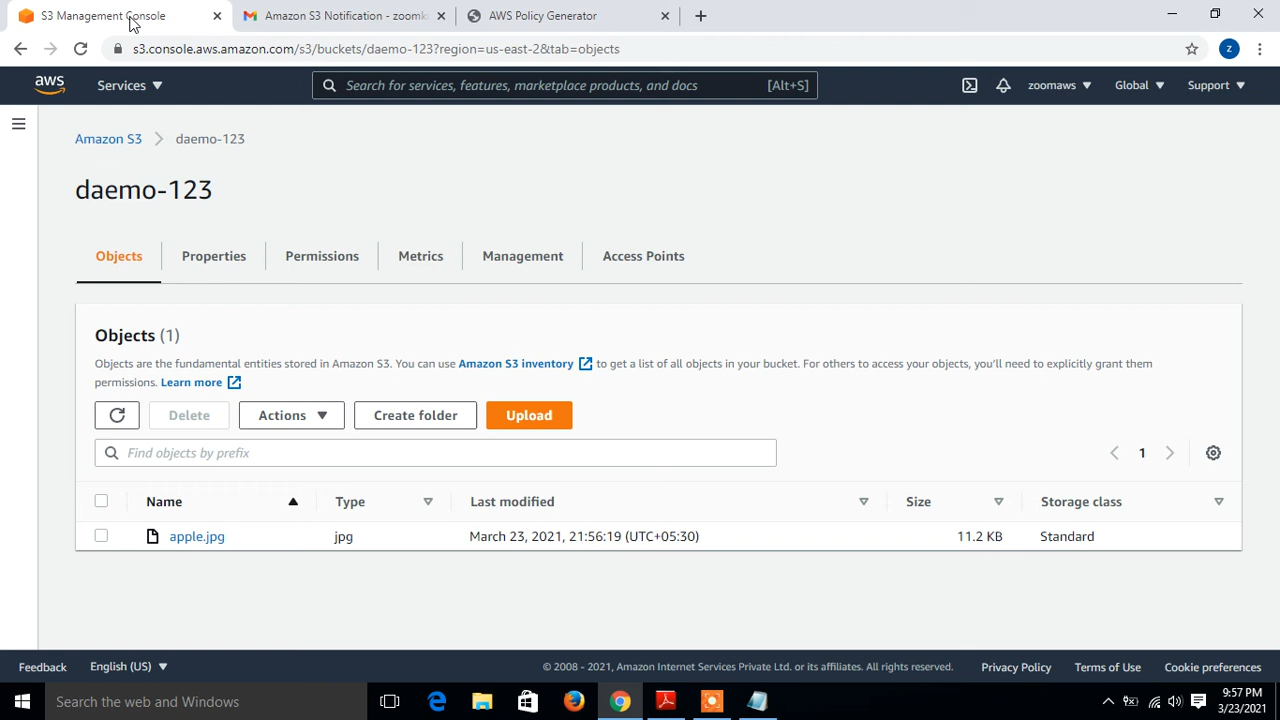 S3 Management Console
Amazon S3 Notification - zoomk
AWS Policy Generator
s3.console.aws.amazon.com/s3/buckets/daemo-123?region=us-east-2&tab=objects
z
aws
Services
Search for services, features, marketplace products, and docs
[Alt+S]
zoomaws
Global
Support
Amazon S3
daemo-123
daemo-123
Objects
Properties
Permissions
Metrics
Management
Access Points
Objects (1)
Objects are the fundamental entities stored in Amazon S3. You can use Amazon S3 inventory to get a list of all objects in your bucket. For others to access your objects, you'll need to explicitly grant them
permissions. Learn more
Delete
Actions
Create folder
Upload
Find objects by prefix
1
Name
Type
Last modified
Size
Storage class
apple.jpg
jpg
March 23, 2021, 21:56:19 (UTC+05:30)
11.2 KB
Standard
Feedback
English (US)
© 2008 - 2021, Amazon Internet Services Private Ltd. or its affiliates. All rights reserved.
Privacy Policy
Terms of Use
Cookie preferences
Search the web and Windows
9:57 PM
3/23/2021